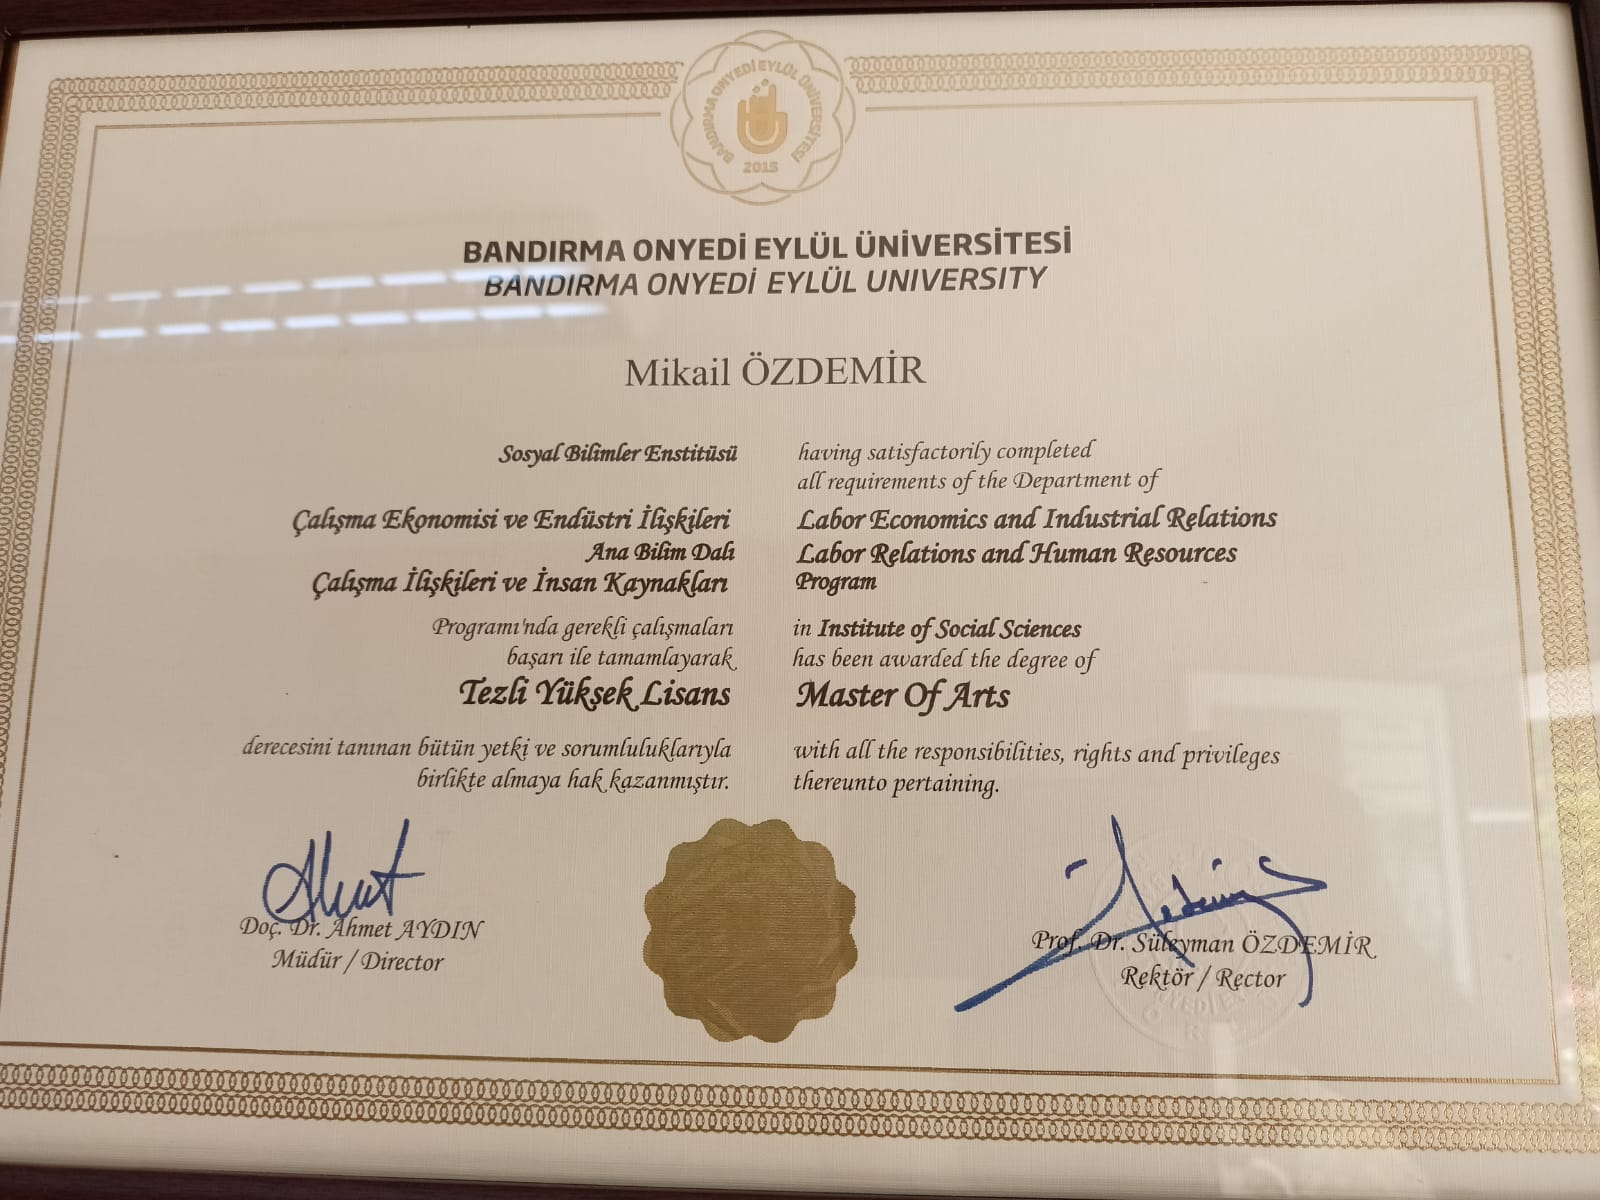 BANDIRMA ONYEDİ EYLÜL ÜNİVERSİTESİ
2015
BANDIRMA ONYEDİ EYLÜL ÜNİVERSİTESİ
BANDIRMA ONYEDİ EYLÜL UNIVERSITY
Mikail ÖZDEMİR
Sosyal Bilimler Enstitüsü
Çalışma Ekonomisi ve Endüstri İlişkileri
Ana Bilim Dalı
Çalışma İlişkileri ve İnsan Kaynakları
Programı'nda gerekli çalışmaları
başarı ile tamamlayarak
Tezli Yüksek Lisans
derecesini tanınan bütün yetki ve sorumluluklarıyla
birlikte almaya hak kazanmıştır.
having satisfactorily completed
all requirements of the Department of
Labor Economics and Industrial Relations
Labor Relations and Human Resources
Program
in Institute of Social Sciences
has been awarded the degree of
Master Of Arts
with all the responsibilities, rights and privileges
thereunto pertaining.
Doç. Dr. Ahmet AYDIN
Müdür / Director
Prof. Dr. Süleyman ÖZDEMİR
Rektör / Rector